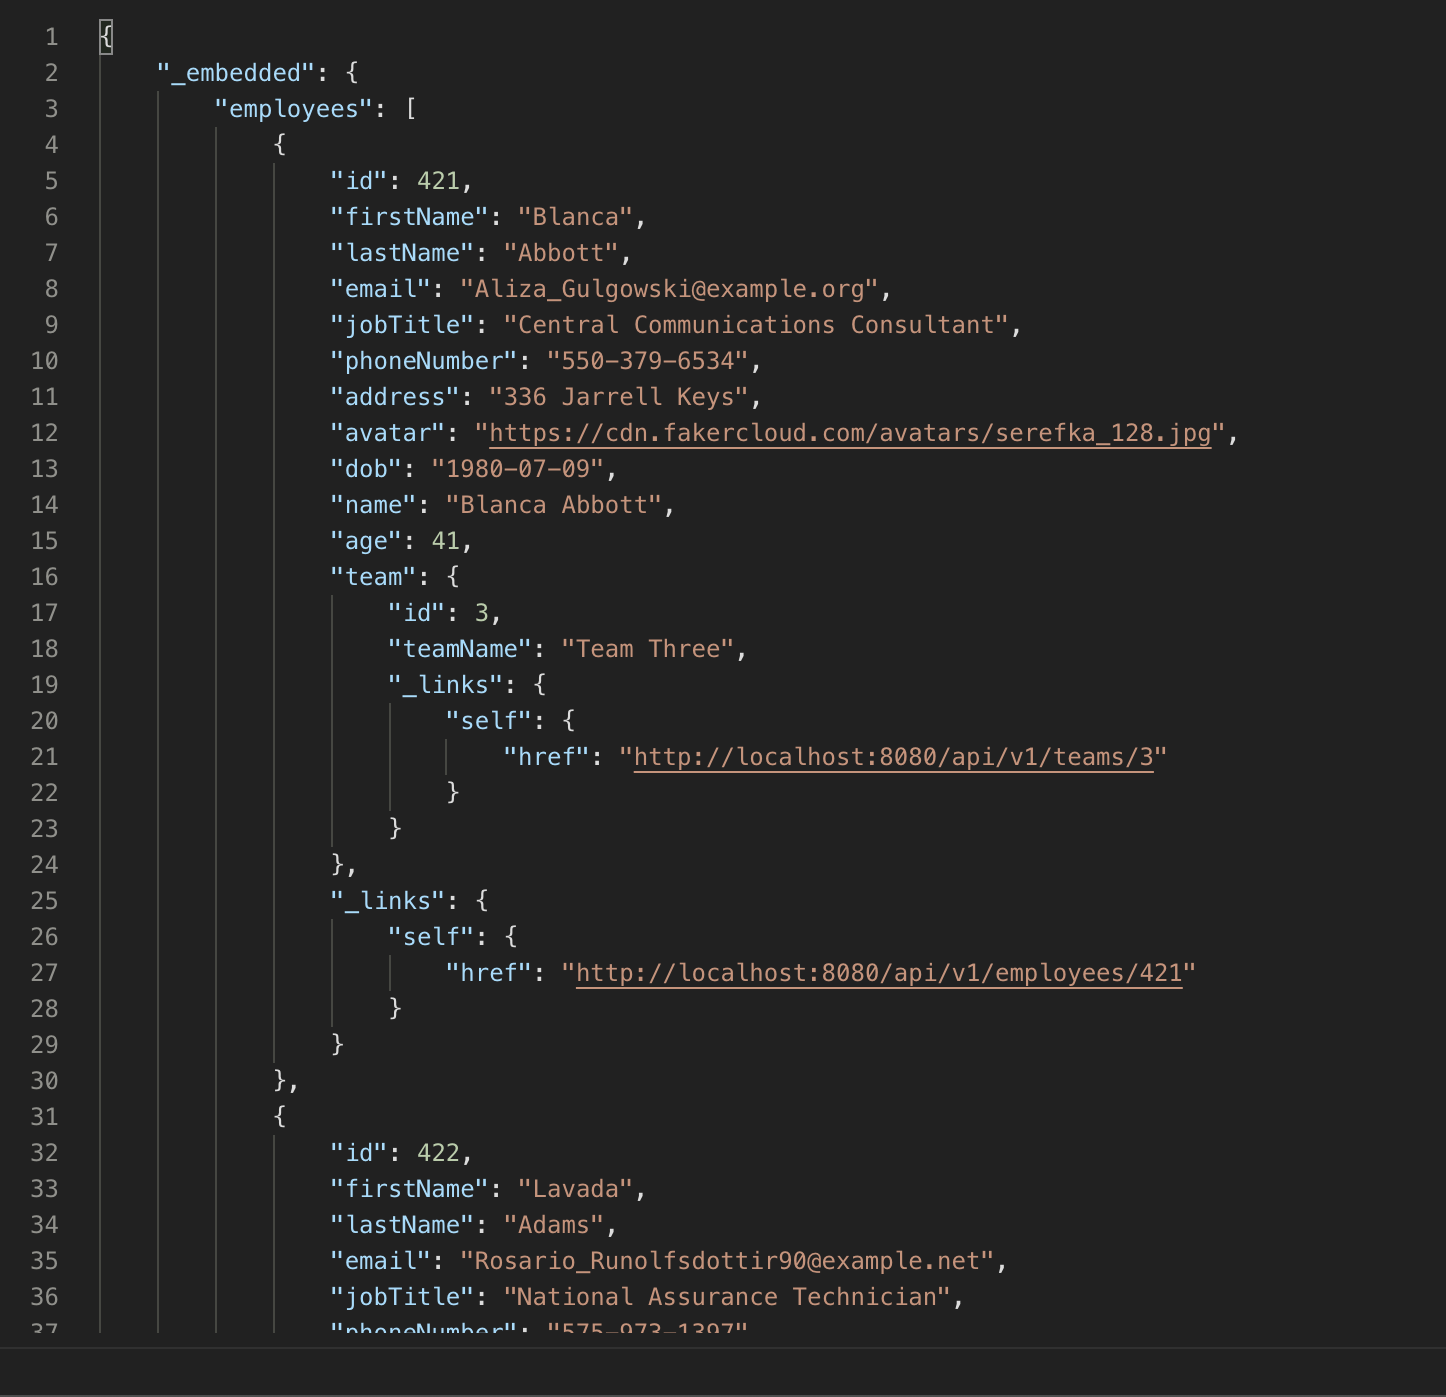 1 {
2     "_embedded": {
3         "employees": [
4             {
5                 "id": 421,
6                 "firstName": "Blanca",
7                 "lastName": "Abbott",
8                 "email": "Aliza_Gulgowski@example.org",
9                 "jobTitle": "Central Communications Consultant",
10                 "phoneNumber": "550-379-6534",
11                 "address": "336 Jarrell Keys",
12                 "avatar": "https://cdn.fakercloud.com/avatars/serefka_128.jpg",
13                 "dob": "1980-07-09",
14                 "name": "Blanca Abbott",
15                 "age": 41,
16                 "team": {
17                     "id": 3,
18                     "teamName": "Team Three",
19                     "_links": {
20                         "self": {
21                             "href": "http://localhost:8080/api/v1/teams/3"
22                         }
23                     }
24                 },
25                 "_links": {
26                     "self": {
27                         "href": "http://localhost:8080/api/v1/employees/421"
28                     }
29                 }
30             },
31             {
32                 "id": 422,
33                 "firstName": "Lavada",
34                 "lastName": "Adams",
35                 "email": "Rosario_Runolfsdottir90@example.net",
36                 "jobTitle": "National Assurance Technician",
37                 "phoneNumber": "575-973-1397"